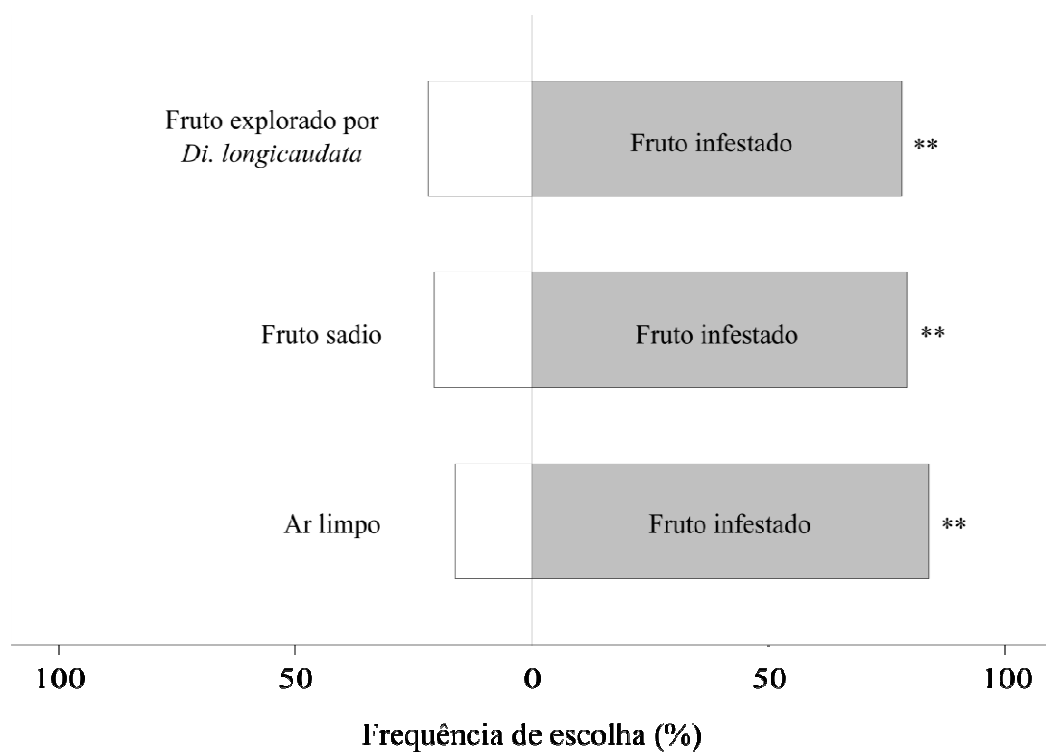 Fruto explorado por
Di. longicaudata
Fruto infestado **
Fruto sadio Fruto infestado **
Ar limpo Fruto infestado **
100 50 0 50 100
Frequência de escolha (%)